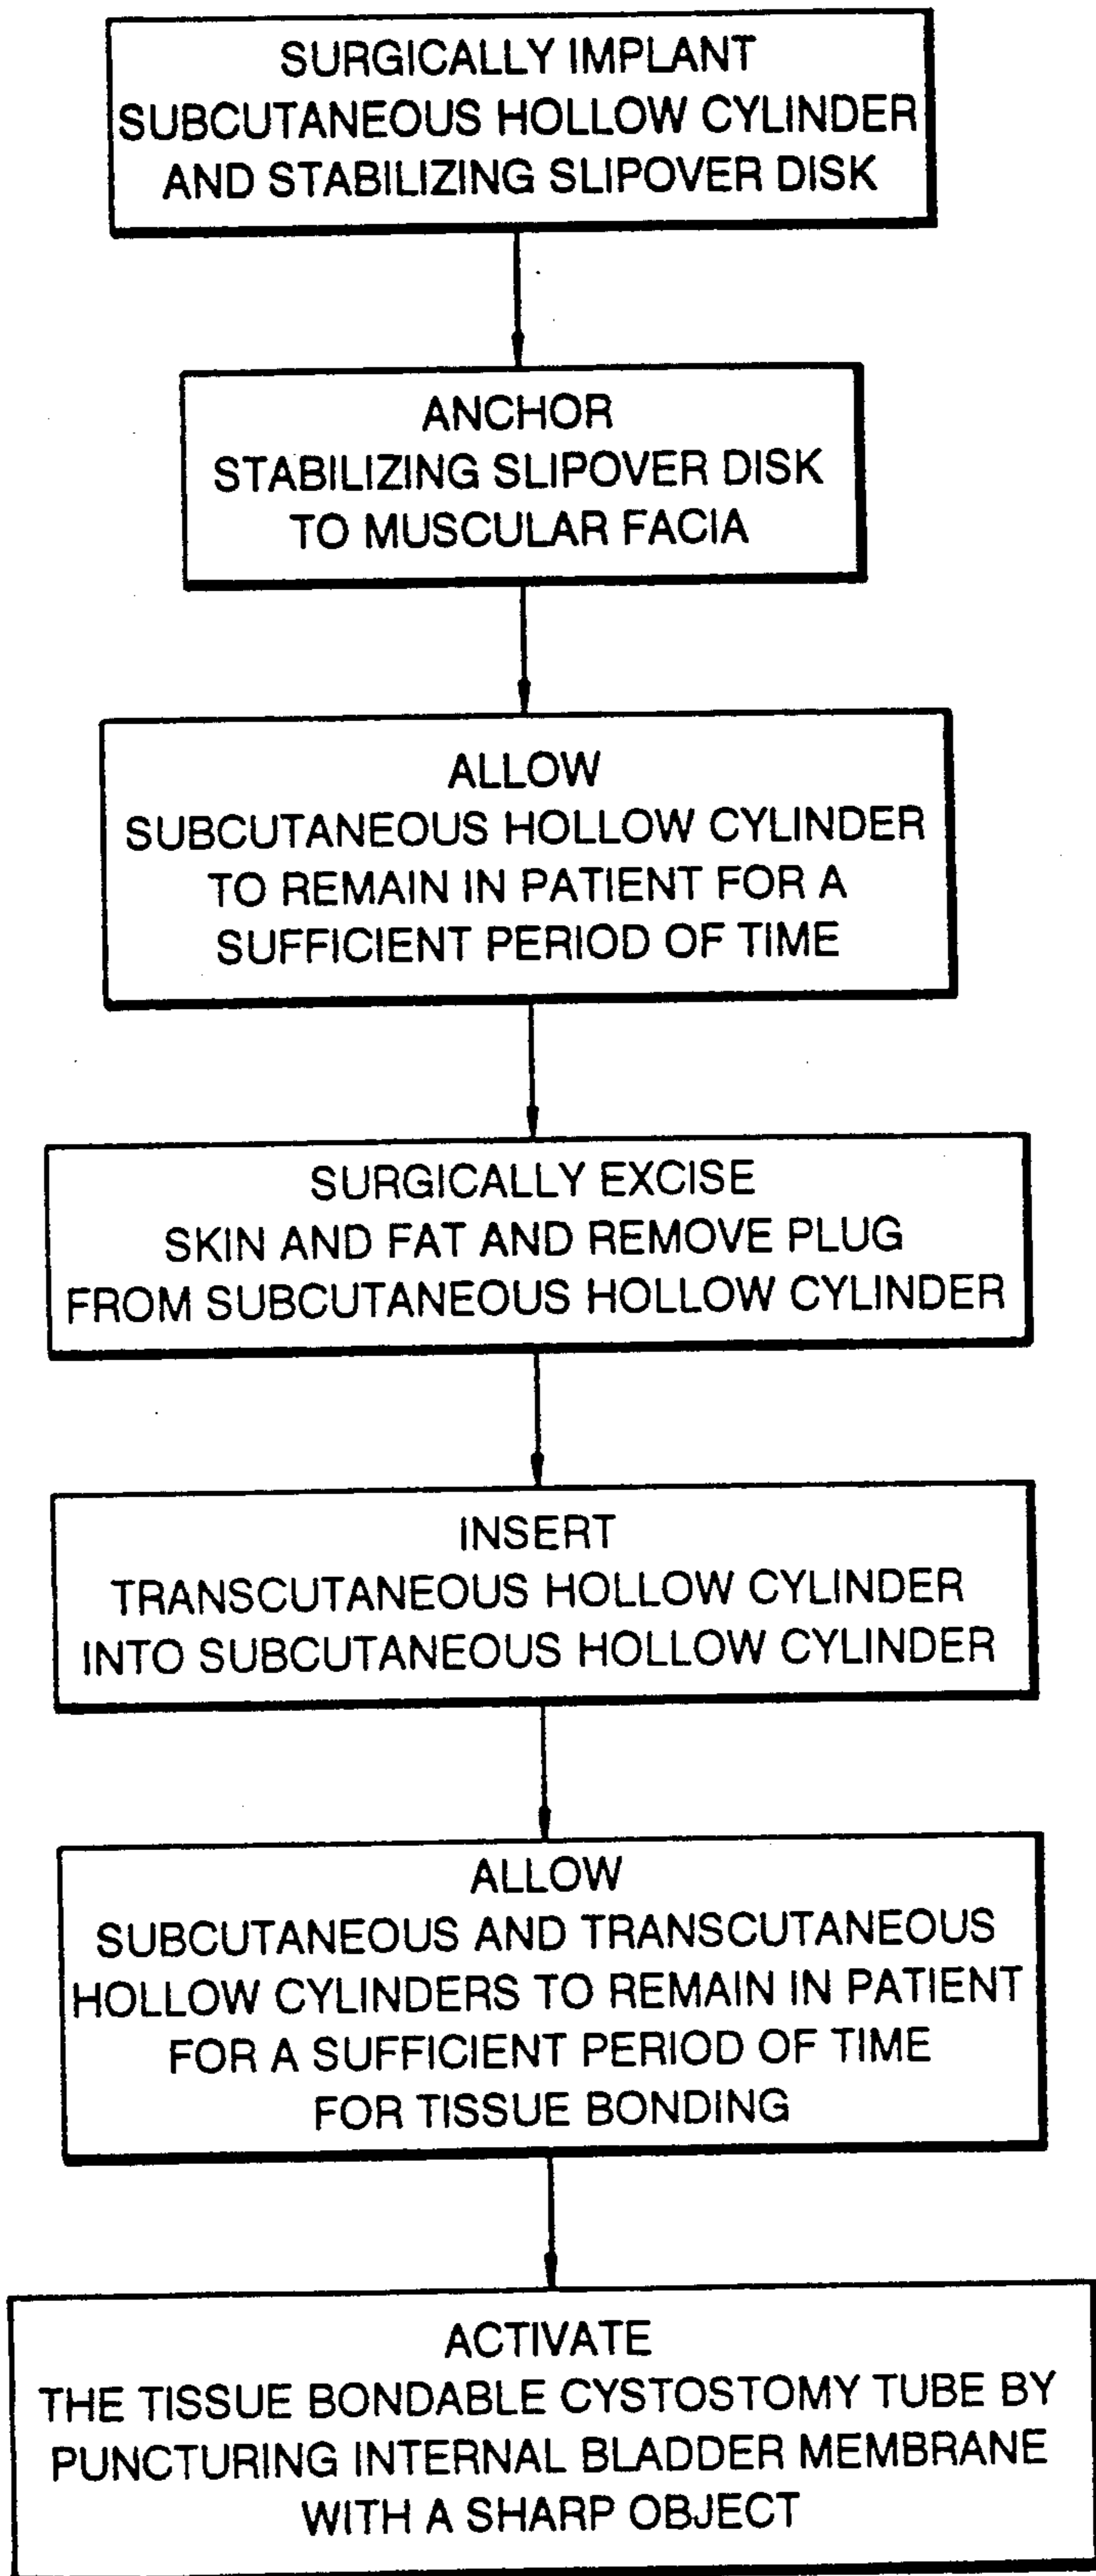 SURGICALLY IMPLANT
SUBCUTANEOUS HOLLOW CYLINDER
AND STABILIZING SLIPOVER DISK
ANCHOR
STABILIZING SLIPOVER DISK
TO MUSCULAR FACIA
ALLOW
SUBCUTANEOUS HOLLOW CYLINDER
TO REMAIN IN PATIENT FOR A
SUFFICIENT PERIOD OF TIME
SURGICALLY EXCISE
SKIN AND FAT AND REMOVE PLUG
FROM SUBCUTANEOUS HOLLOW CYLINDER
INSERT
TRANSCUTANEOUS HOLLOW CYLINDER
INTO SUBCUTANEOUS HOLLOW CYLINDER
ALLOW
SUBCUTANEOUS AND TRANSCUTANEOUS
HOLLOW CYLINDERS TO REMAIN IN PATIENT
FOR A SUFFICIENT PERIOD OF TIME
FOR TISSUE BONDING
ACTIVATE
THE TISSUE BONDABLE CYSTOSTOMY TUBE BY
PUNCTURING INTERNAL BLADDER MEMBRANE
WITH A SHARP OBJECT